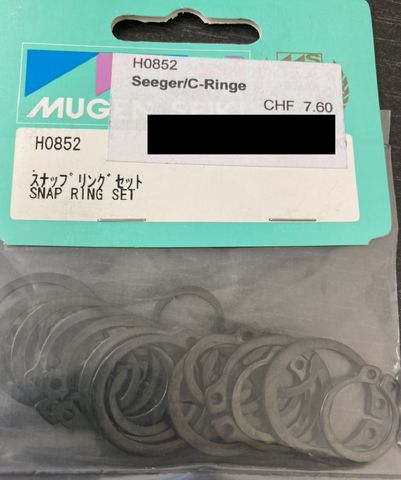 H0852
Seeger/C-Ringe
CHF 7.60
MUGEN SEIKI
H0852
スナップリングセット
SNAP RING SET